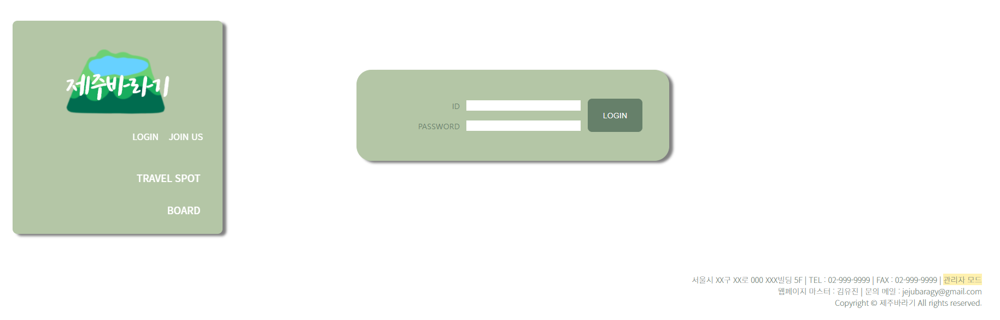 제주바라기
LOGIN JOIN US
TRAVEL SPOT
BOARD
ID
PASSWORD
LOGIN
서울시 XX구 XX로 000 XXX빌딩 5F | TEL : 02-999-9999 | FAX : 02-999-9999 | 관리자 모드
웹페이지 마스터 : 김유진 | 문의 메일 : jejubaragy@gmail.com
Copyright © 제주바라기 All rights reserved.